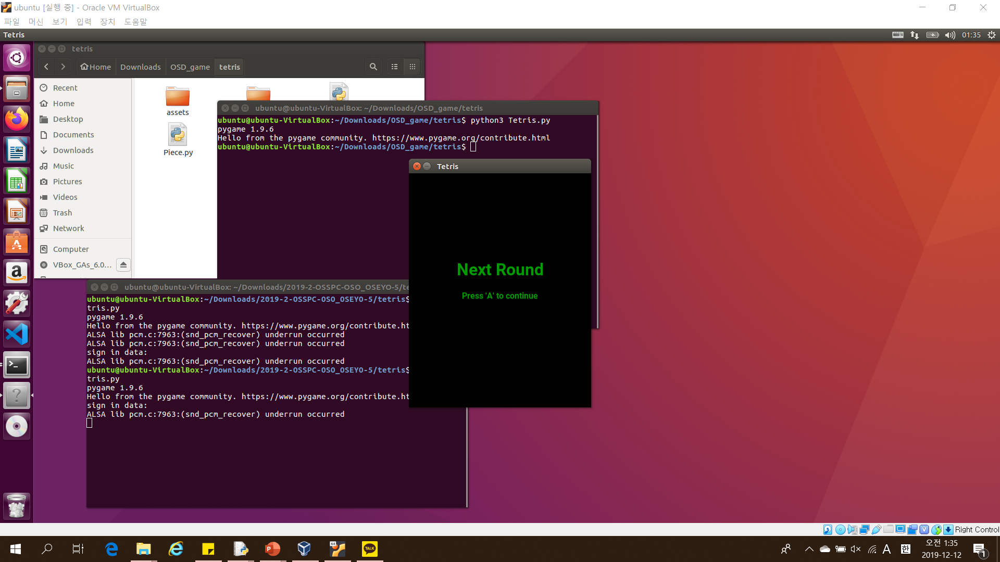 ubuntu [실행 중] - Oracle VM VirtualBox
파일 머신 보기 입력 장치 도움말
Tetris
01:35
tetris
Home Downloads OSD_game tetris
Recent
Home
Desktop
Documents
Downloads
Music
Pictures
Videos
Trash
Network
Computer
VBox_GAs_6.0...
assets
Piece.py
ubuntu@ubuntu-VirtualBox: ~/Downloads/OSD_game/tetris
ubuntu@ubuntu-VirtualBox:~/Downloads/OSD_game/tetris$ python3 Tetris.py
pygame 1.9.6
Hello from the pygame community. https://www.pygame.org/contribute.html
ubuntu@ubuntu-VirtualBox:~/Downloads/OSD_game/tetris$
Tetris
Next Round
Press 'A' to continue
ubuntu@ubuntu-VirtualBox: ~/Downloads/2019-2-OSSPC-OSO_OSEYO-5/te
ubuntu@ubuntu-VirtualBox:~/Downloads/2019-2-OSSPC-OSO_OSEYO-5/tetris$
tris.py
pygame 1.9.6
Hello from the pygame community. https://www.pygame.org/contribute.ht
ALSA lib pcm.c:7963:(snd_pcm_recover) underrun occurred
ALSA lib pcm.c:7963:(snd_pcm_recover) underrun occurred
sign in data:
ALSA lib pcm.c:7963:(snd_pcm_recover) underrun occurred
ubuntu@ubuntu-VirtualBox:~/Downloads/2019-2-OSSPC-OSO_OSEYO-5/tetris$
tris.py
pygame 1.9.6
Hello from the pygame community. https://www.pygame.org/contribute.ht
sign in data:
ALSA lib pcm.c:7963:(snd_pcm_recover) underrun occurred
Right Control
TALK
A 한
오전 1:35
2019-12-12
1